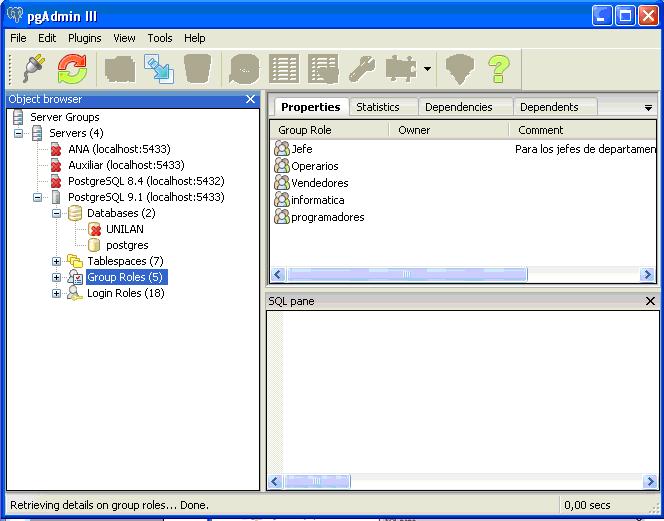 pgAdmin III
File Edit Plugins View Tools Help
Object browser
Server Groups
Servers (4)
ANA (localhost:5433)
Auxiliar (localhost:5433)
PostgreSQL 8.4 (localhost:5432)
PostgreSQL 9.1 (localhost:5433)
Databases (2)
UNILAN
postgres
Tablespaces (7)
Group Roles (5)
Login Roles (18)
Properties Statistics Dependencies Dependents
Group Role Owner Comment
Jefe Para los jefes de departamen
Operarios
Vendedores
informatica
programadores
SQL pane
Retrieving details on group roles... Done. 0,00 secs